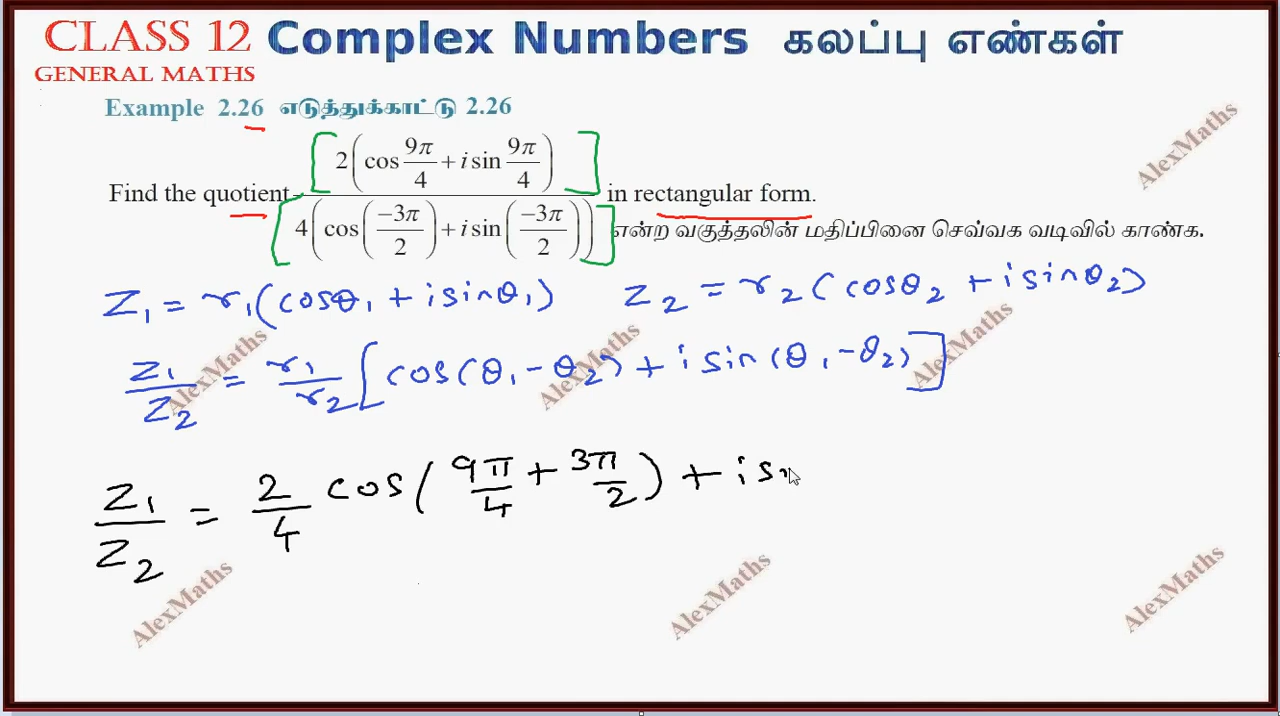 CLASS 12 Complex Numbers கலப்பு எண்கள்
GENERAL MATHS
Example 2.26 எடுத்துக்காட்டு 2.26
Find the quotient [2(cos 9π/4 + i sin 9π/4)] / [4(cos(−3π/2) + i sin(−3π/2))] in rectangular form.
என்ற வகுத்தலின் மதிப்பினை செவ்வக வடிவில் காண்க.
Z₁ = r₁(cosθ₁ + i sinθ₁) Z₂ = r₂(cosθ₂ + i sinθ₂)
Z₁/Z₂ = r₁/r₂ [cos(θ₁ − θ₂) + i sin(θ₁ − θ₂)]
Z₁/Z₂ = 2/4 cos(9π/4 + 3π/2) + i s
AlexMaths
AlexMaths
AlexMaths
AlexMaths
AlexMaths
AlexMaths
AlexMaths